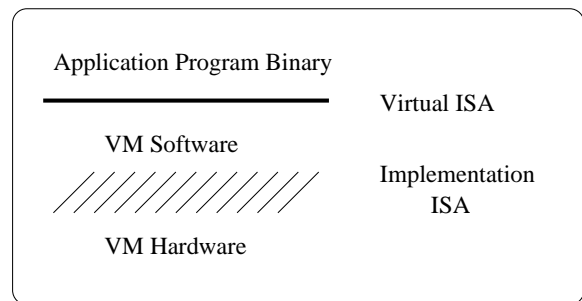 Application Program Binary
Virtual ISA
VM Software
Implementation
ISA
VM Hardware